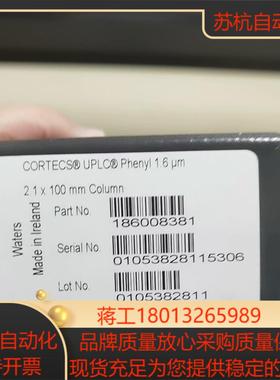 苏杭自动
CORTECS® UPLC® Phenyl 1.6 µm
2.1 x 100 mm Column
Part No.
186008381
Serial No.
01053828115306
Lot No.
0105382811
Waters
Made in Ireland
蒋工18013265989
自动化
品牌质量放心采购量
开票
现货充足为您提供稳定的